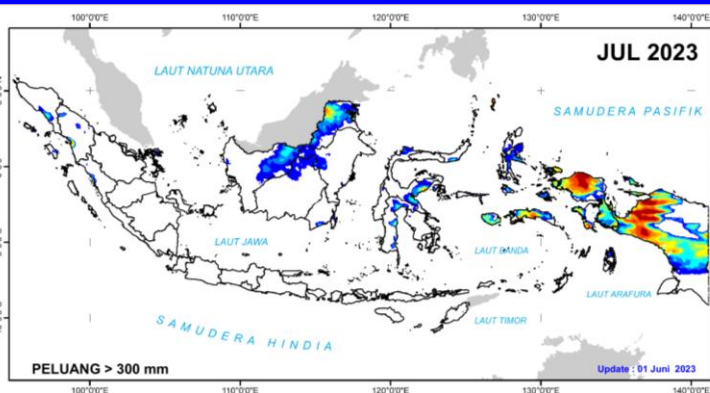 100°0'0"E 110°0'0"E 120°0'0"E 130°0'0"E 140°0'0"E
JUL 2023
LAUT NATUNA UTARA
SAMUDERA PASIFIK
LAUT JAWA
LAUT BANDA
LAUT ARAFURA
SAMUDERA HINDIA
LAUT TIMOR
PELUANG > 300 mm
Update : 01 Juni 2023
100°0'0"E 110°0'0"E 120°0'0"E 130°0'0"E 140°0'0"E